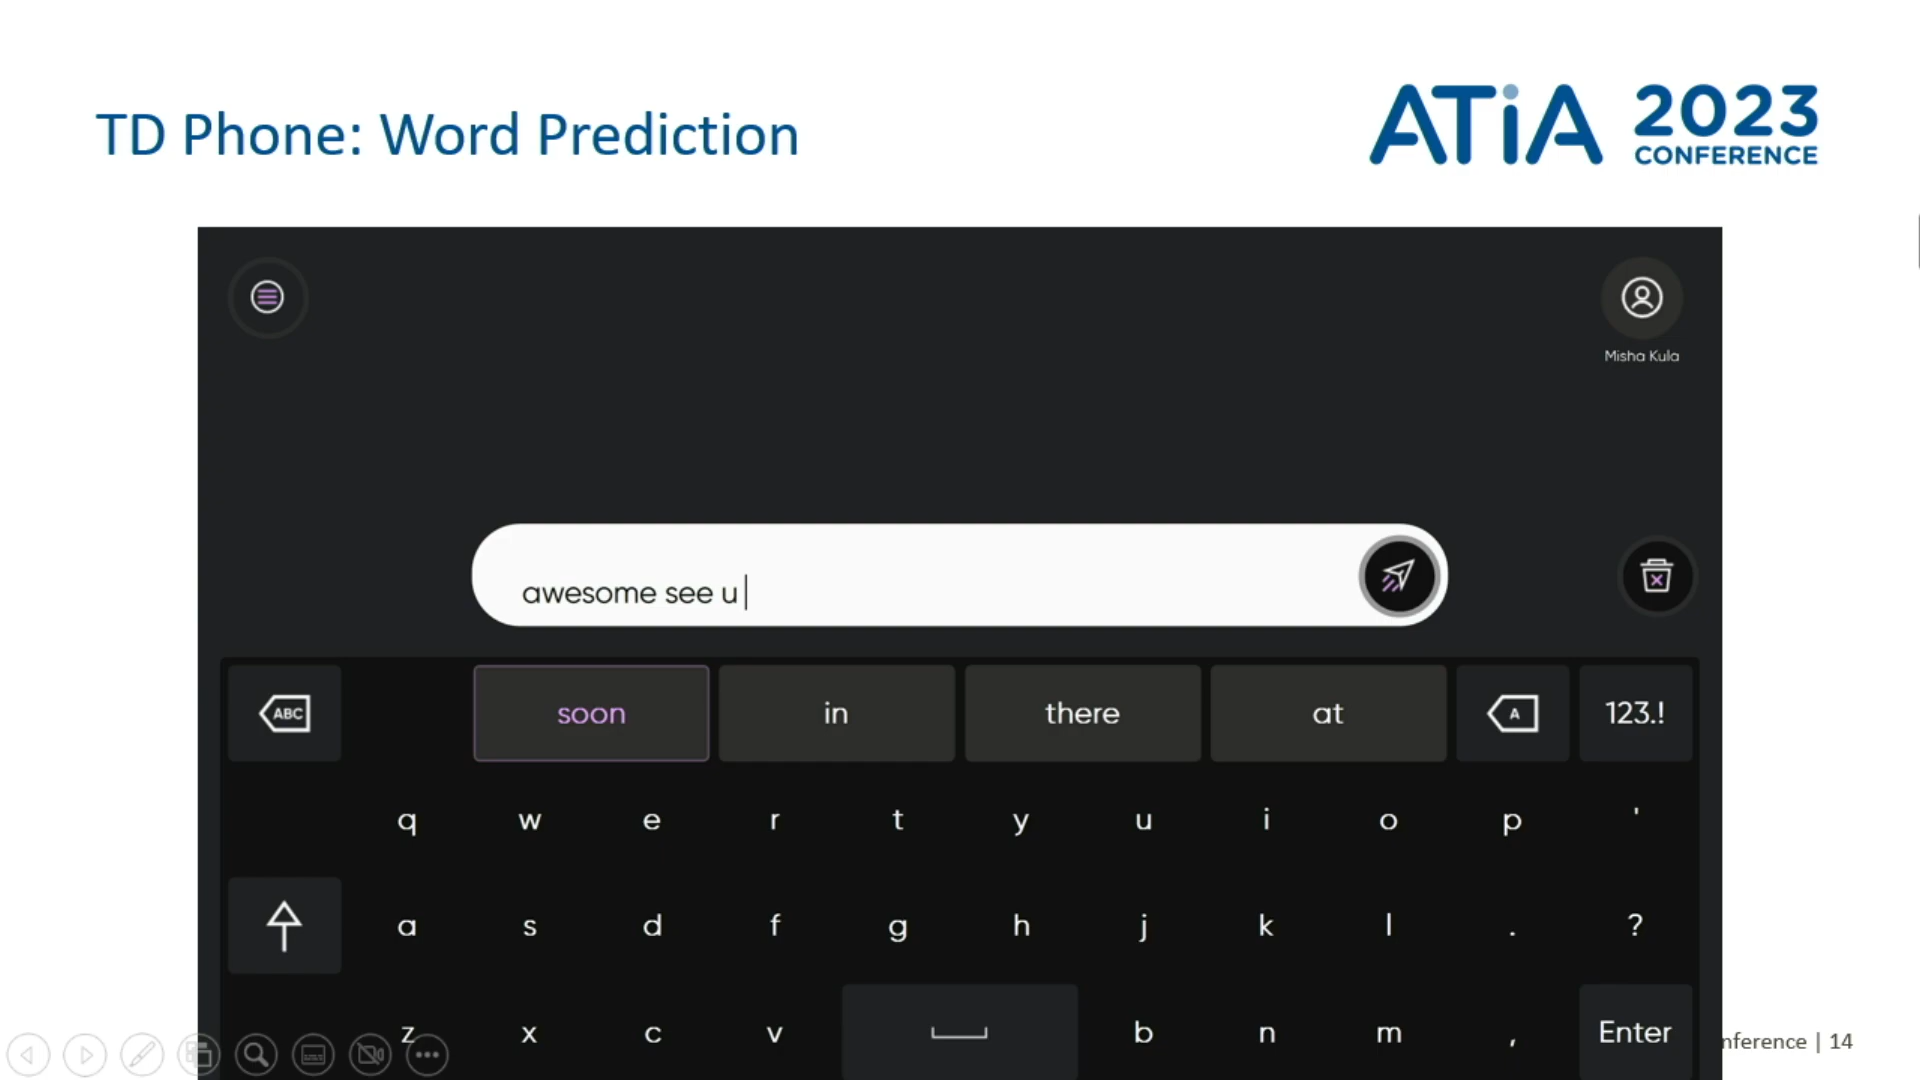 TD Phone: Word Prediction
ATiA 2023
CONFERENCE
Misha Kula
awesome see u
ABC soon in there at A 123.!
q w e r t y u i o p '
a s d f g h j k l . ?
z x c v b n m , Enter
nference | 14